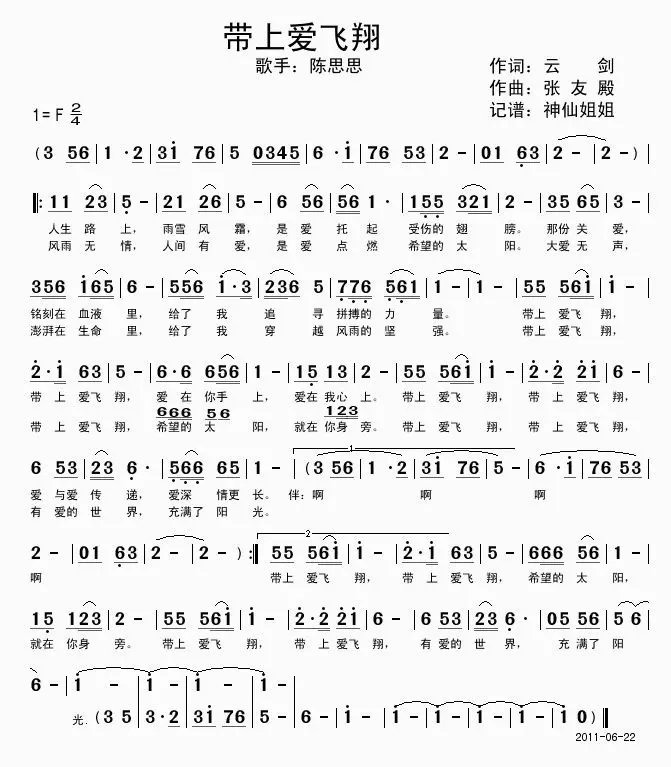 带上爱飞翔
歌手：陈思思
作词：云 剑
作曲：张 友 殿
记谱：神仙姐姐
1=F 2/4
(3 56|1 ·2|31 76|5 0345|6 ·1|76 53|2 -|01 63|2 -|2 -)|
‖:11 23|5 -|21 26|5 -|6 56|56 1·|155 321|2 -|35 65|3 -|
人生 路 上， 雨雪 风 霜， 是 爱 托 起 受伤的 翅 膀。 那份 关 爱，
风雨 无 情， 人间 有 爱， 是 爱 点 燃 希望的 太 阳。 大爱 无 声，
356 165|6 -|556 1·3|236 5|776 561|1 -|1 -|55 561|1 -|
铭刻在 血液 里， 给了 我 追 寻 拼搏的 力 量。 带上 爱飞 翔，
澎湃在 生命 里， 给了 我 穿 越 风雨的 坚 强。 带上 爱飞 翔，
2·1 63|5 -|6·6 656|1 -|15 123|2 -|55 561|1 -|2·2 21|6 -|
带 上 爱飞 翔， 爱 在 你手 上， 爱在 我心 上。 带上 爱飞 翔， 带 上 爱飞 翔，
666 56 123
带 上 爱飞 翔， 希望的 太 阳， 就在 你身 旁。 带上 爱飞 翔， 带 上 爱飞 翔，
6 53|23 6·|566 65|1 -|(3 56|1 ·2|31 76|5 -|6 ·1|76 53|
1
爱 与爱 传 递， 爱深 情更 长。 伴：啊 啊 啊
有 爱的 世 界， 充满了 阳 光。
2 -|01 63|2 -|2 -):‖55 561|1 -|2·1 63|5 -|666 56|1 -|
2
啊 带上 爱飞 翔， 带 上 爱飞 翔， 希望的 太 阳，
15 123|2 -|55 561|1 -|2·2 21|6 63|23 6·|05 56|56|
就在 你身 旁。 带上 爱飞 翔， 带 上 爱飞 翔， 有 爱的 世 界， 充 满了 阳
6 -|1 -|1 -|1 -|1 -|
光. (3 5|3·2|31 76|5 -|6 -|1 -|1 -|1 -|1 -|1 0)‖
2011-06-22